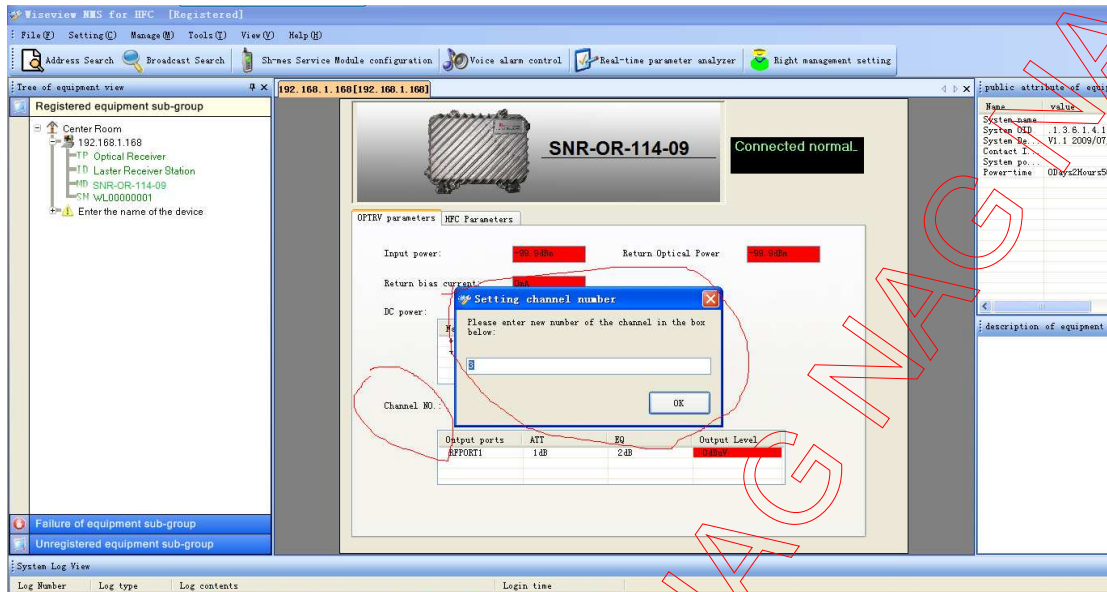 Wiseview NMS for HFC [Registered]
File(F) Setting(C) Manage(M) Tools(T) View(V) Help(H)
Address Search Broadcast Search Sh-mes Service Module configuration Voice alarm control Real-time parameter analyzer Right management setting
Tree of equipment view
Registered equipment sub-group
Center Room
192.168.1.168
TP Optical Receiver
ID Laster Receiver Station
MD SNR-OR-114-09
SN WL00000001
Enter the name of the device
Failure of equipment sub-group
Unregistered equipment sub-group
192.168.1.168[192.168.1.168]
SNR-OR-114-09
Connected normal.
OPTRV parameters HFC Parameters
Input power: -99.9dBm Return Optical Power -99.9dBm
Return bias current: 0mA
DC power:
Setting channel number
Please enter new number of the channel in the box
below:
3
OK
Channel NO.:
Output ports ATT EQ Output Level
RFPORT1 1dB 2dB 0dBuV
public attribute of equip
Name value
System name
System OID .1.3.6.1.4.1
System De... V1.1 2009/07/
Contact I...
System po...
Power-time 0Days2Hours5
description of equipment
System Log View
Log Number Log type Log contents Login time
NAG NAG NA